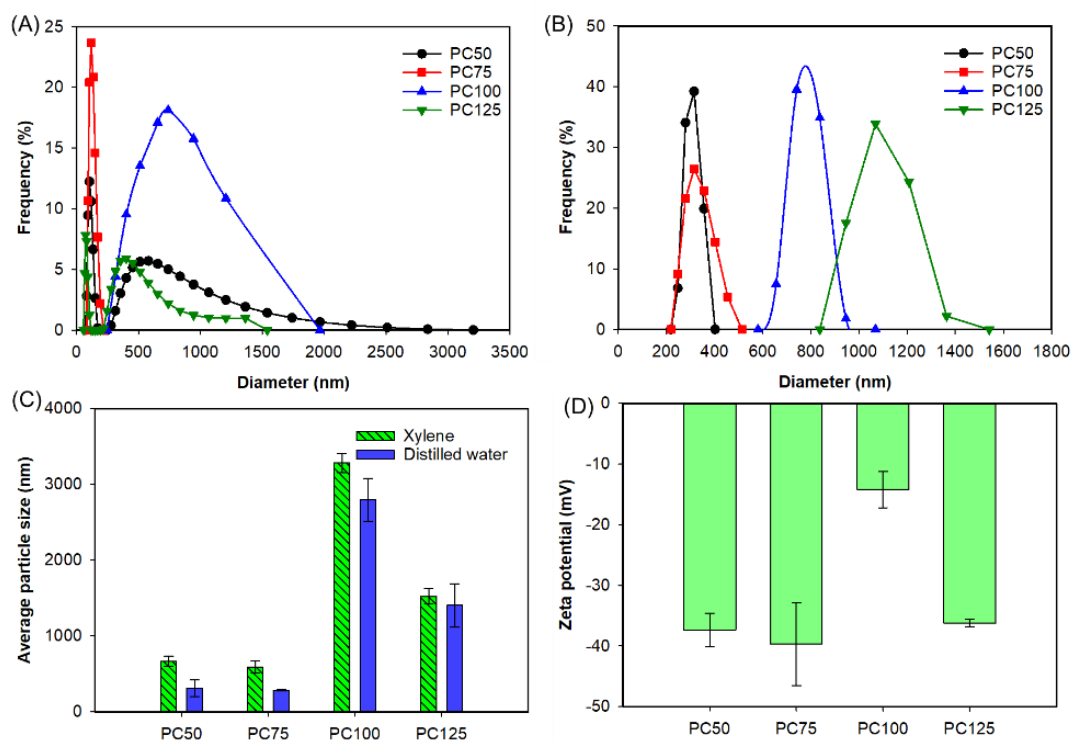 (A)
25
20
15
10
5
0
Frequency (%)
0 500 1000 1500 2000 2500 3000 3500
Diameter (nm)
PC50
PC75
PC100
PC125
(B)
50
40
30
20
10
0
Frequency (%)
0 200 400 600 800 1000 1200 1400 1600 1800
Diameter (nm)
PC50
PC75
PC100
PC125
(C)
4000
3000
2000
1000
0
Average particle size (nm)
Xylene
Distilled water
PC50 PC75 PC100 PC125
(D)
0
-10
-20
-30
-40
-50
Zeta potential (mV)
PC50 PC75 PC100 PC125